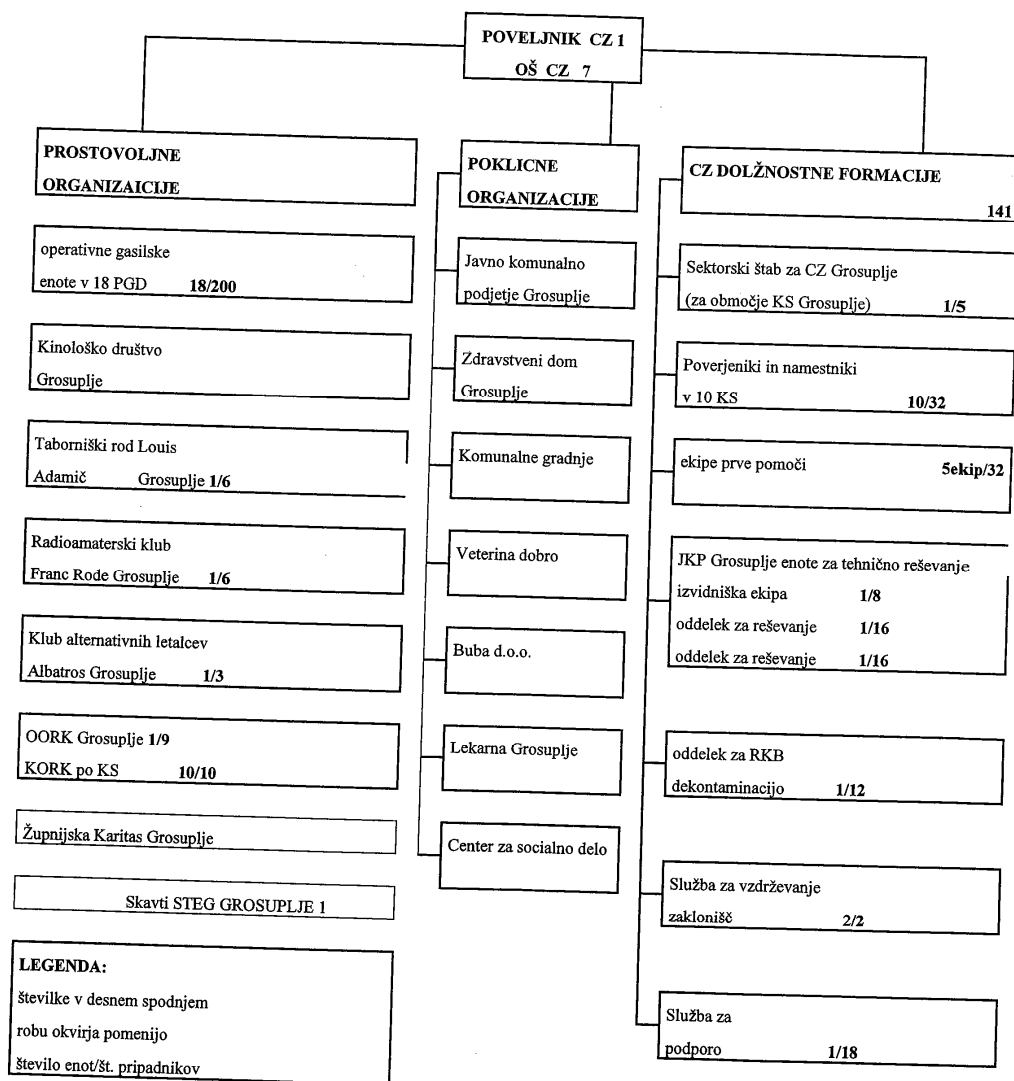 POVELJNIK CZ 1
OŠ CZ 7
PROSTOVOLJNE
ORGANIZAICIJE
operativne gasilske
enote v 18 PGD 18/200
Kinološko društvo
Grosuplje
Taborniški rod Louis
Adamič Grosuplje 1/6
Radioamaterski klub
Franc Rode Grosuplje 1/6
Klub alternativnih letalcev
Albatros Grosuplje 1/3
OORK Grosuplje 1/9
KORK po KS 10/10
Župnijska Karitas Grosuplje
Skavti STEG GROSUPLJE 1
LEGENDA:
številke v desnem spodnjem
robu okvirja pomenijo
število enot/št. pripadnikov
POKLICNE
ORGANIZACIJE
Javno komunalno
podjetje Grosuplje
Zdravstveni dom
Grosuplje
Komunalne gradnje
Veterina dobro
Buba d.o.o.
Lekarna Grosuplje
Center za socialno delo
CZ DOLŽNOSTNE FORMACIJE
141
Sektorski štab za CZ Grosuplje
(za območje KS Grosuplje) 1/5
Poverjeniki in namestniki
v 10 KS 10/32
ekipe prve pomoči 5ekip/32
JKP Grosuplje enote za tehnično reševanje
izvidniška ekipa 1/8
oddelek za reševanje 1/16
oddelek za reševanje 1/16
oddelek za RKB
dekontaminacijo 1/12
Služba za vzdrževanje
zaklonišč 2/2
Služba za
podporo 1/18